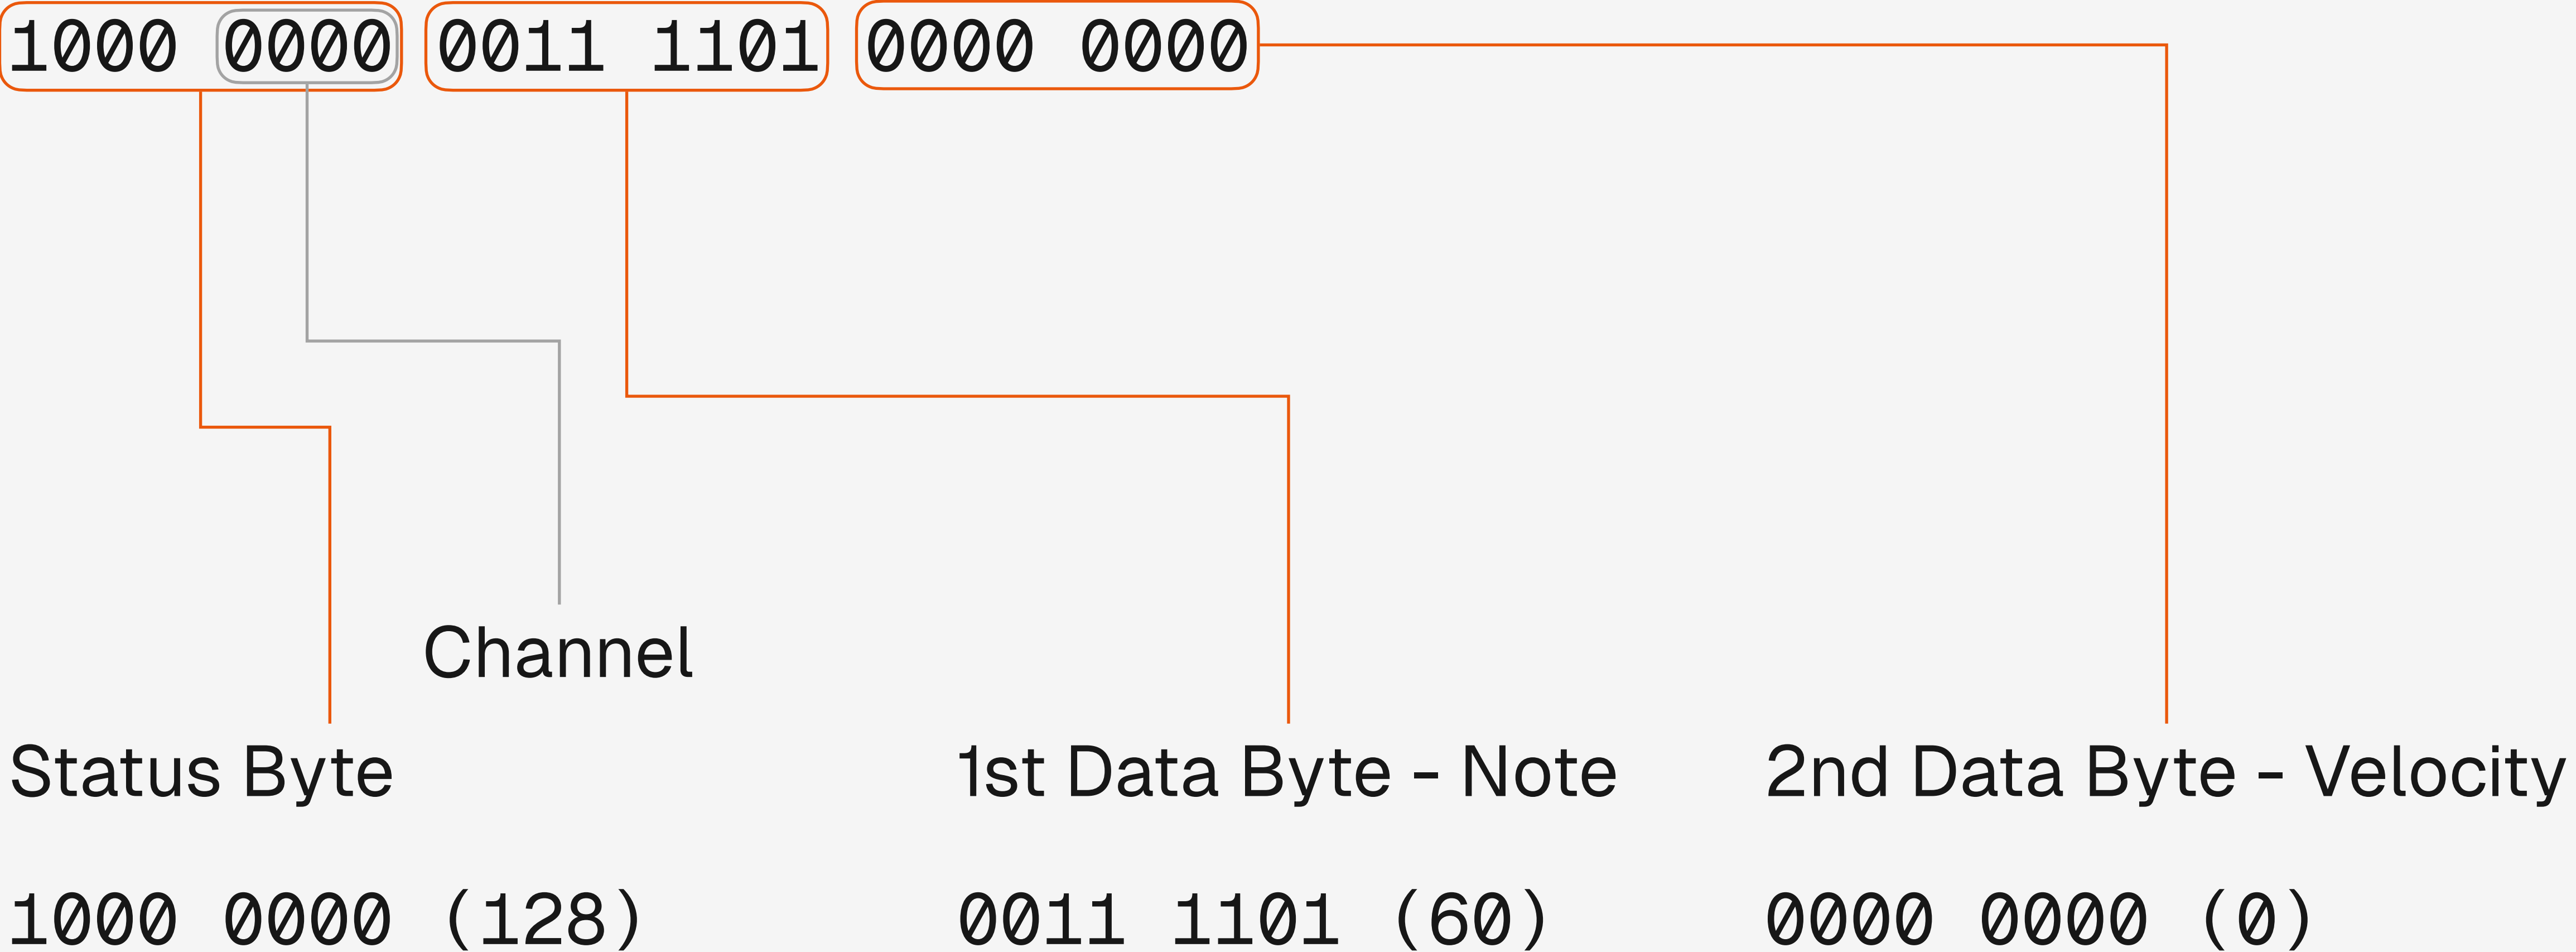 1000 0000 0011 1101 0000 0000
Channel
Status Byte
1st Data Byte - Note
2nd Data Byte - Velocity
1000 0000 (128)
0011 1101 (60)
0000 0000 (0)